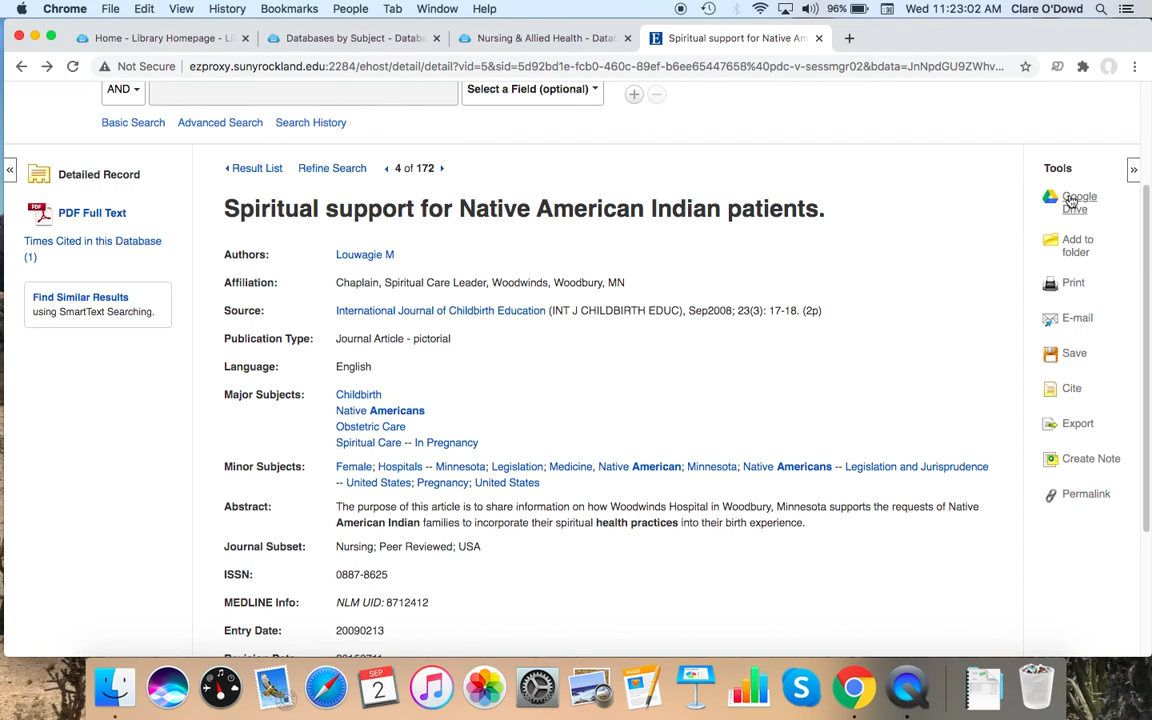 Chrome File Edit View History Bookmarks People Tab Window Help 96% Wed 11:23:02 AM Clare O'Dowd
Home - Library Homepage - Li
Databases by Subject - Databa
Nursing & Allied Health - Data
Spiritual support for Native Am
Not Secure ezproxy.sunyrockland.edu:2284/ehost/detail/detail?vid=5&sid=5d92bd1e-fcb0-460c-89ef-b6ee65447658%40pdc-v-sessmgr02&bdata=JnNpdGU9ZWhv...
AND Select a Field (optional)
Basic Search Advanced Search Search History
Detailed Record
PDF Full Text
Times Cited in this Database
(1)
Find Similar Results
using SmartText Searching.
Result List Refine Search 4 of 172
Spiritual support for Native American Indian patients.
Authors: Louwagie M
Affiliation: Chaplain, Spiritual Care Leader, Woodwinds, Woodbury, MN
Source: International Journal of Childbirth Education (INT J CHILDBIRTH EDUC), Sep2008; 23(3): 17-18. (2p)
Publication Type: Journal Article - pictorial
Language: English
Major Subjects: Childbirth
Native Americans
Obstetric Care
Spiritual Care -- In Pregnancy
Minor Subjects: Female; Hospitals -- Minnesota; Legislation; Medicine, Native American; Minnesota; Native Americans -- Legislation and Jurisprudence
-- United States; Pregnancy; United States
Abstract: The purpose of this article is to share information on how Woodwinds Hospital in Woodbury, Minnesota supports the requests of Native
American Indian families to incorporate their spiritual health practices into their birth experience.
Journal Subset: Nursing; Peer Reviewed; USA
ISSN: 0887-8625
MEDLINE Info: NLM UID: 8712412
Entry Date: 20090213
Tools
Google
Drive
Add to
folder
Print
E-mail
Save
Cite
Export
Create Note
Permalink
SEP
2